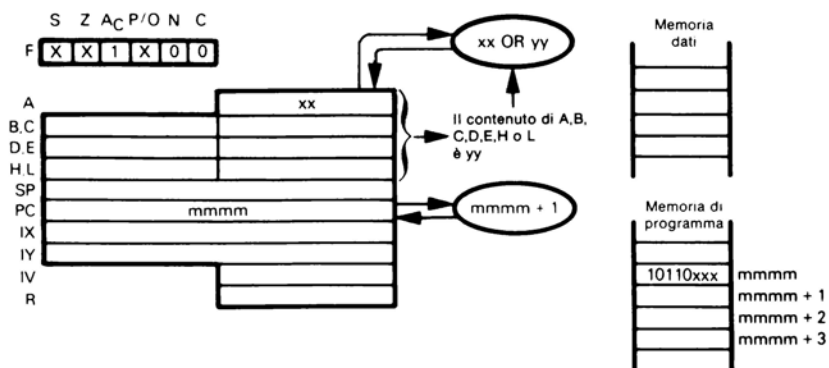 S Z AC P/O N C
F X X 1 X 0 0
xx OR yy
Memoria
dati
A xx
B,C
D,E
H,L
Il contenuto di A,B,
C,D,E,H o L
è yy
SP
PC mmmm
mmmm + 1
IX
IY
IV
R
Memoria di
programma
10110xxx mmmm
mmmm + 1
mmmm + 2
mmmm + 3